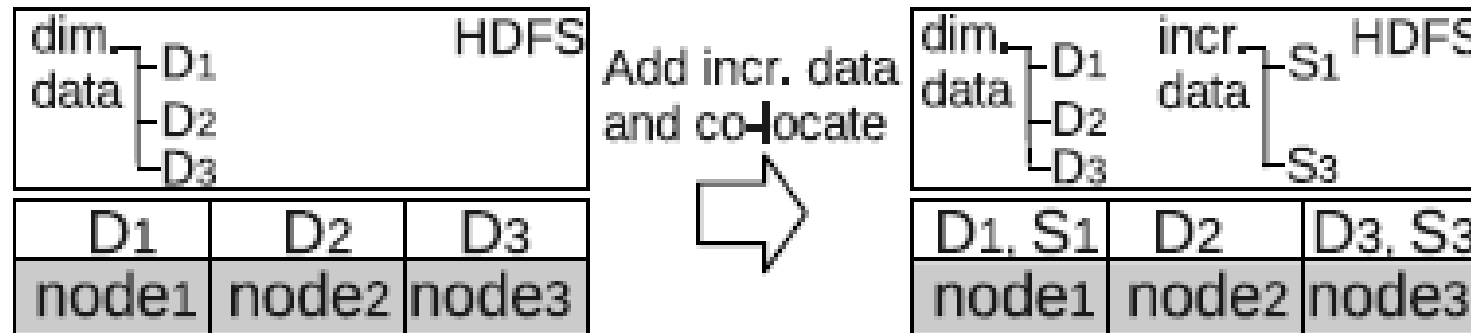 dim. data D1 D2 D3 HDFS
D1 D2 D3
node1 node2 node3
Add incr. data
and co-locate
dim. data D1 D2 D3 incr. data S1 S3 HDFS
D1, S1 D2 D3, S3
node1 node2 node3